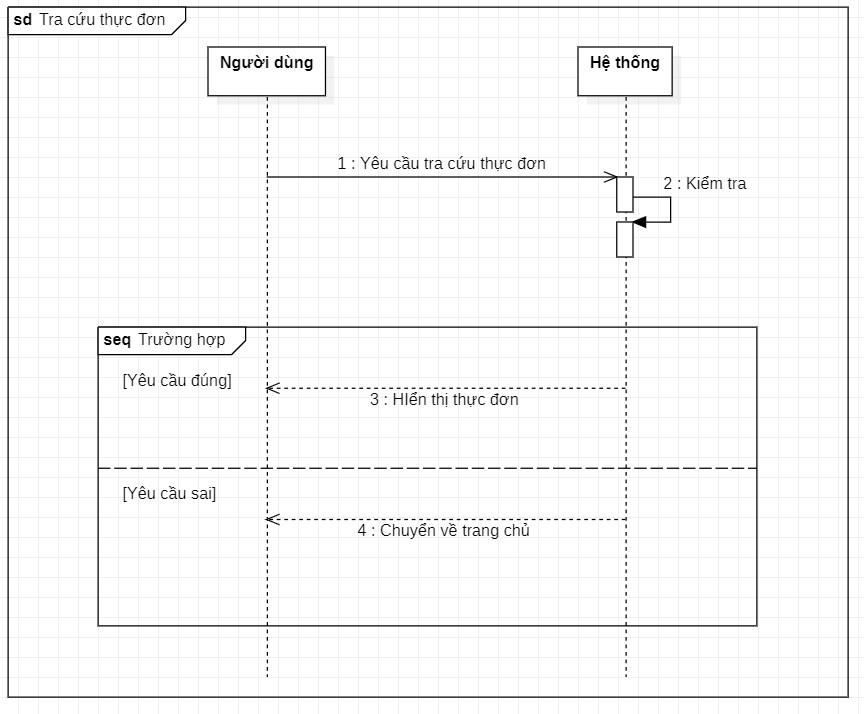 sd Tra cứu thực đơn
Người dùng
Hệ thống
1 : Yêu cầu tra cứu thực đơn
2 : Kiểm tra
seq Trường hợp
[Yêu cầu đúng]
3 : HIển thị thực đơn
[Yêu cầu sai]
4 : Chuyển về trang chủ